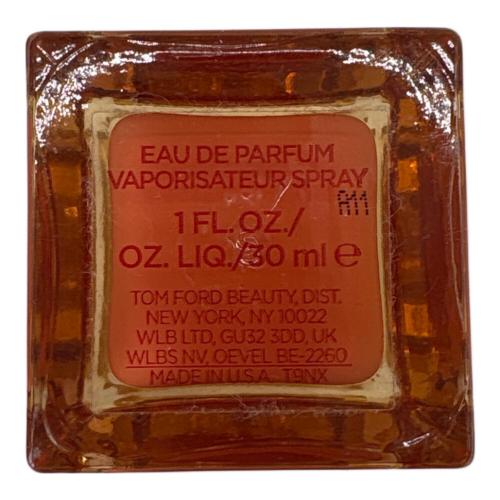 EAU DE PARFUM
VAPORISATEUR SPRAY
A11
1 FL. OZ./
OZ. LIQ./30 ml ℮
TOM FORD BEAUTY, DIST.
NEW YORK, NY 10022
WLB LTD, GU32 3DD, UK
WLBS NV, OEVEL BE-2260
MADE IN U.S.A. T9NX